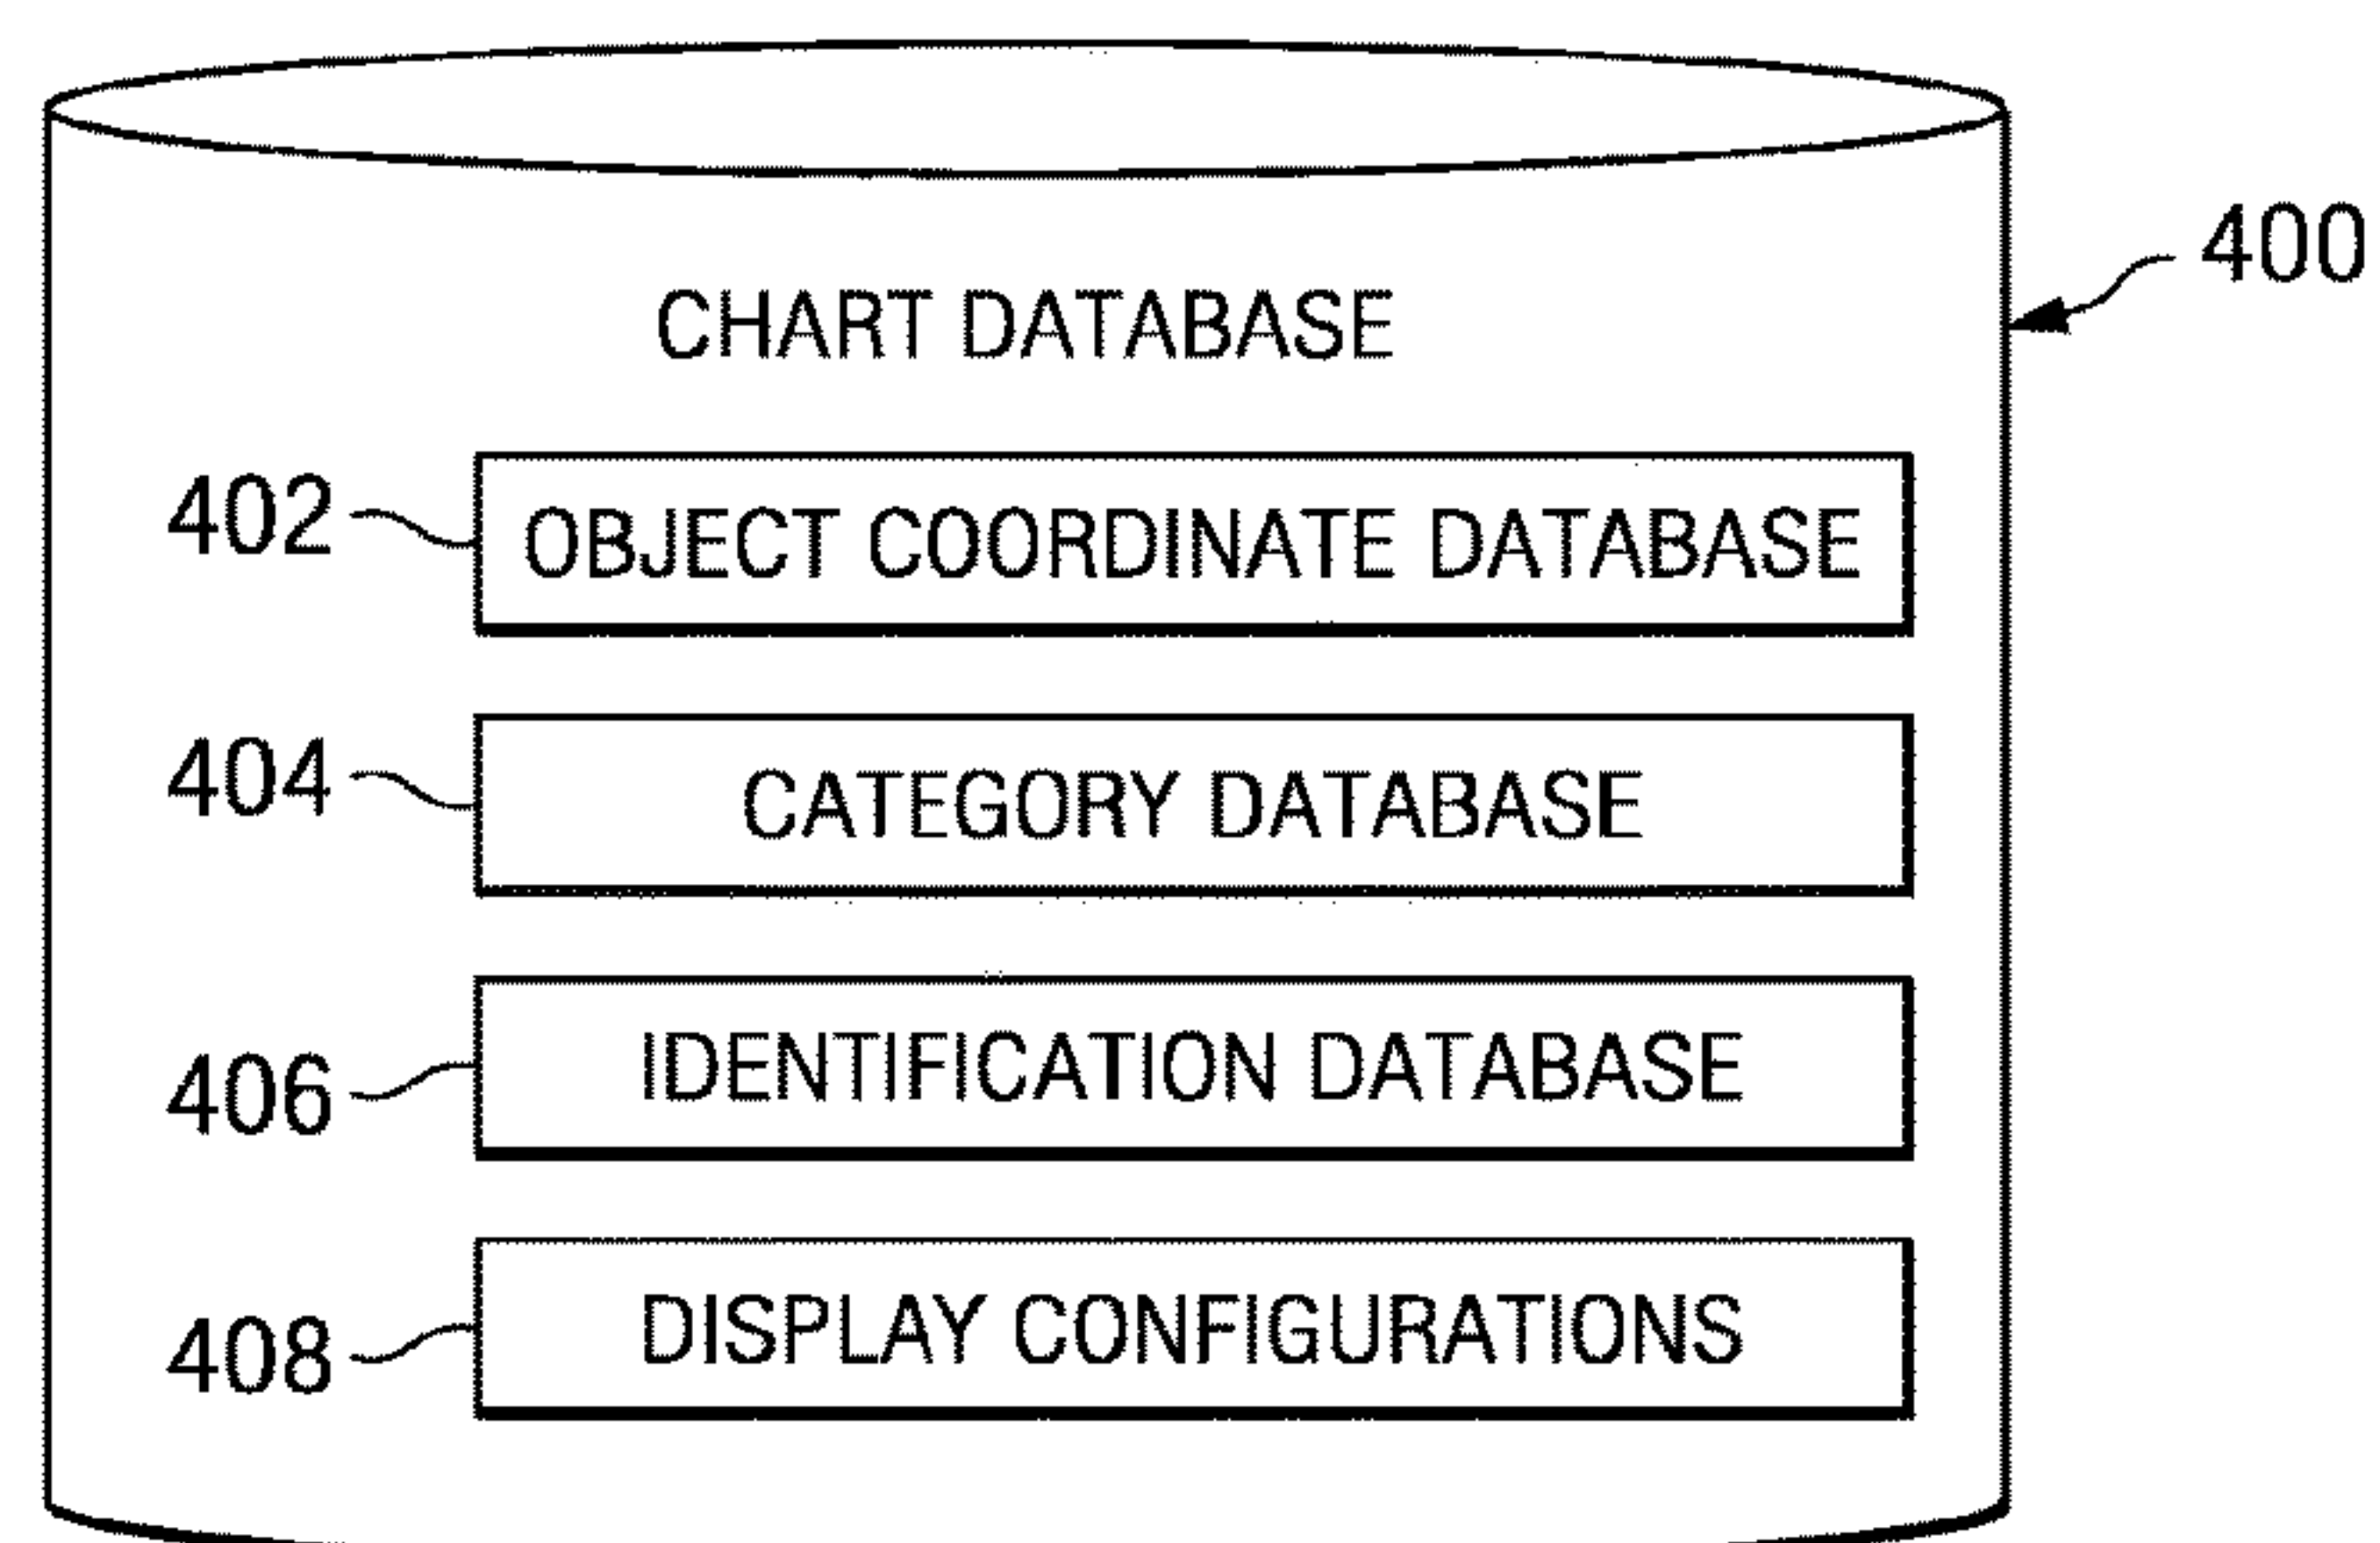 400
CHART DATABASE
402 OBJECT COORDINATE DATABASE
404 CATEGORY DATABASE
406 IDENTIFICATION DATABASE
408 DISPLAY CONFIGURATIONS